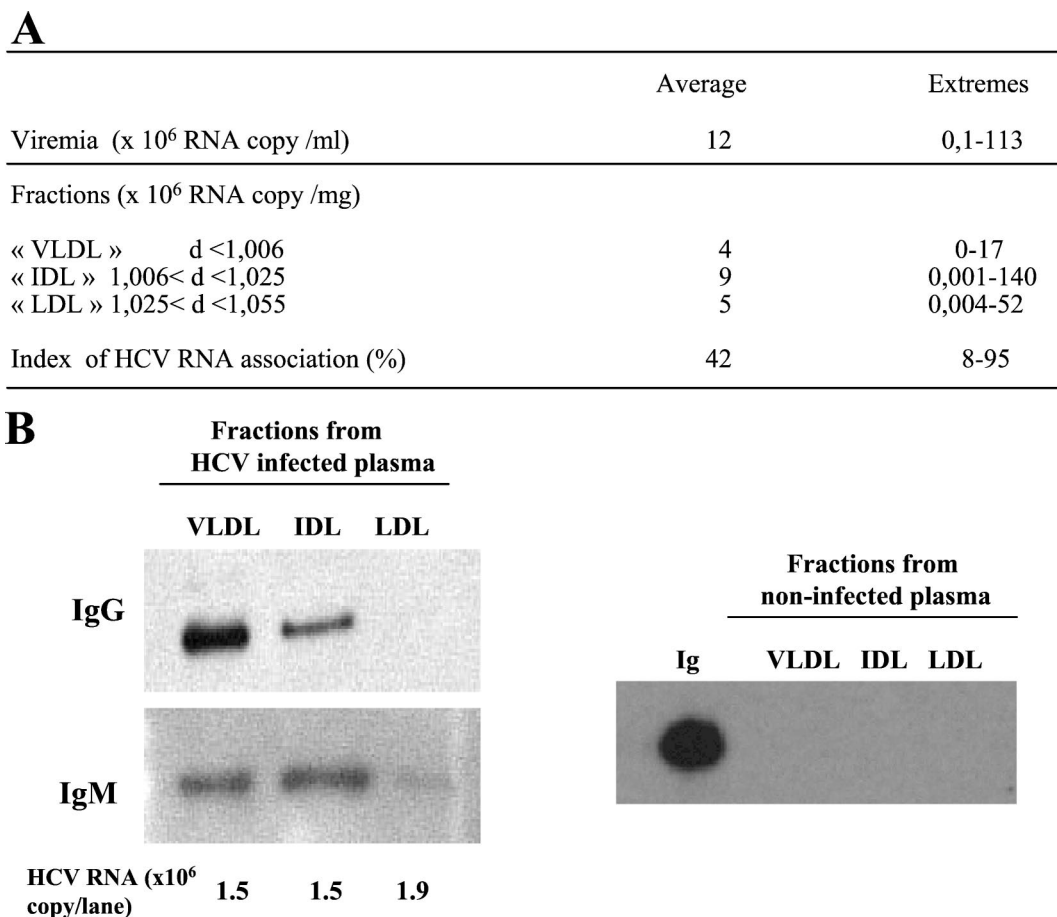 A
Average Extremes
Viremia (x 10⁶ RNA copy /ml) 12 0,1-113
Fractions (x 10⁶ RNA copy /mg)
« VLDL » d <1,006 4 0-17
« IDL » 1,006< d <1,025 9 0,001-140
« LDL » 1,025< d <1,055 5 0,004-52
Index of HCV RNA association (%) 42 8-95
B
Fractions from
HCV infected plasma
VLDL IDL LDL
IgG
IgM
HCV RNA (x10⁶
copy/lane) 1.5 1.5 1.9
Fractions from
non-infected plasma
Ig VLDL IDL LDL